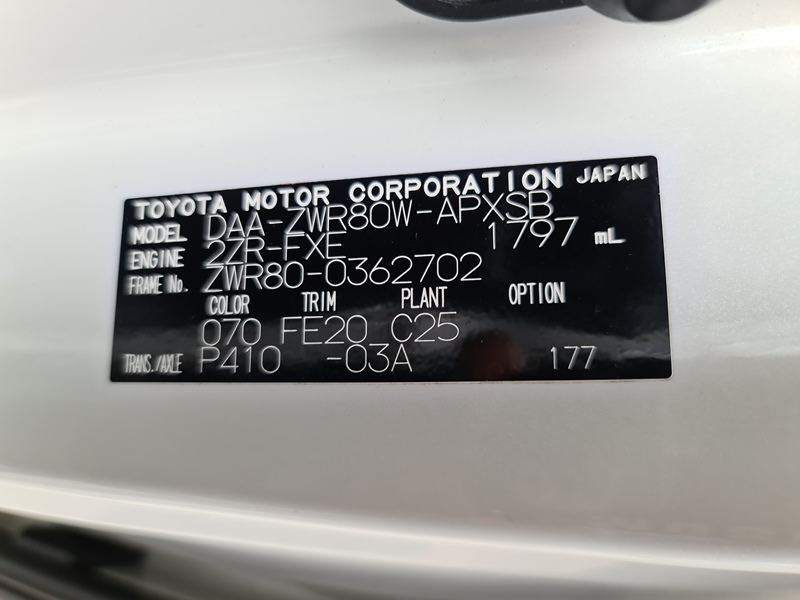 TOYOTA MOTOR CORPORATION JAPAN
MODEL DAA-ZWR80W-APXSB
ENGINE 2ZR-FXE 1797 mL
FRAME No. ZWR80-0362702
COLOR TRIM PLANT OPTION
070 FE20 C25
TRANS./AXLE P410 -03A 177